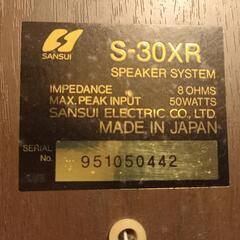 SANSUI
S-30XR
SPEAKER SYSTEM
IMPEDANCE 8 OHMS
MAX. PEAK INPUT 50WATTS
SANSUI ELECTRIC CO., LTD.
MADE IN JAPAN
SERIAL
No. 951050442